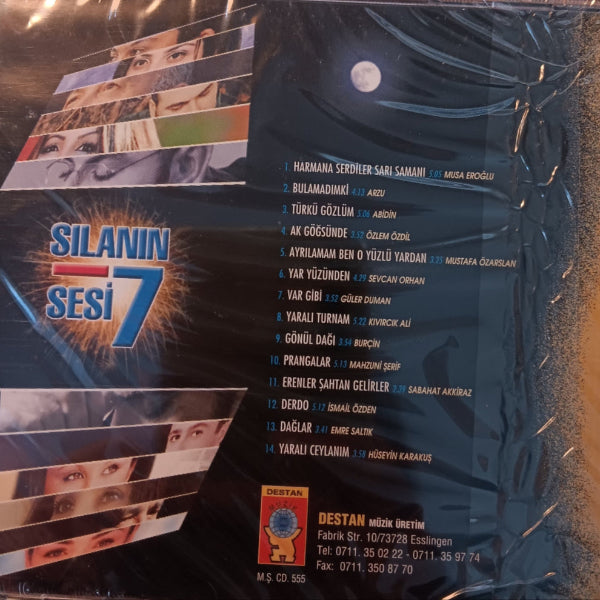 1. HARMANA SERDİLER SARI SAMANI 5.05 MUSA EROĞLU
2. BULAMADIMKİ 4.13 ARZU
3. TÜRKÜ GÖZLÜM 5.06 ABİDİN
4. AK GÖĞSÜNDE 3.52 ÖZLEM ÖZDİL
5. AYRILAMAM BEN O YÜZLÜ YARDAN 3.25 MUSTAFA ÖZARSLAN
6. YAR YÜZÜNDEN 4.29 SEVCAN ORHAN
7. VAR GİBİ 3.52 GÜLER DUMAN
8. YARALI TURNAM 5.22 KIVIRCIK ALİ
9. GÖNÜL DAĞI 3.54 BURÇİN
10. PRANGALAR 5.13 MAHZUNİ ŞERİF
11. ERENLER ŞAHTAN GELİRLER 2.39 SABAHAT AKKİRAZ
12. DERDO 5.12 İSMAİL ÖZDEN
13. DAĞLAR 3.41 EMRE SALTIK
14. YARALI CEYLANIM 3.58 HÜSEYİN KARAKUŞ
SILANIN
SESİ 7
DESTAN
DESTAN MÜZİK ÜRETİM
Fabrik Str. 10/73728 Esslingen
Tel: 0711. 35 02 22 - 0711. 35 97 74
Fax: 0711. 350 87 70
M.Ş. CD. 555